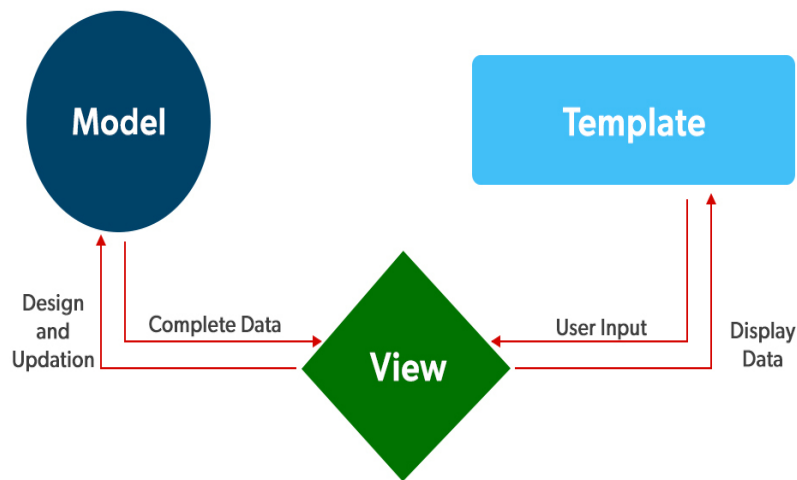 Model
Template
Design
and
Updation
Complete Data
User Input
Display
Data
View